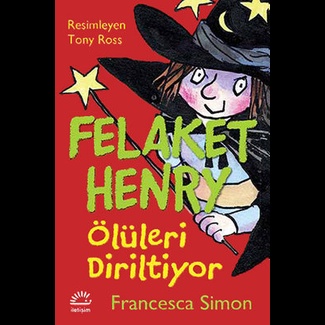 Resimleyen
Tony Ross
FELAKET
HENRY
Ölüleri
Diriltiyor
iletişim
Francesca Simon